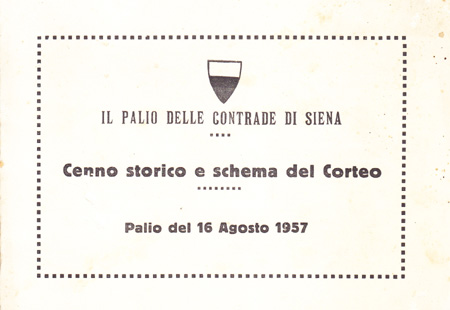 IL PALIO DELLE CONTRADE DI SIENA
Cenno storico e schema del Corteo
Palio del 16 Agosto 1957